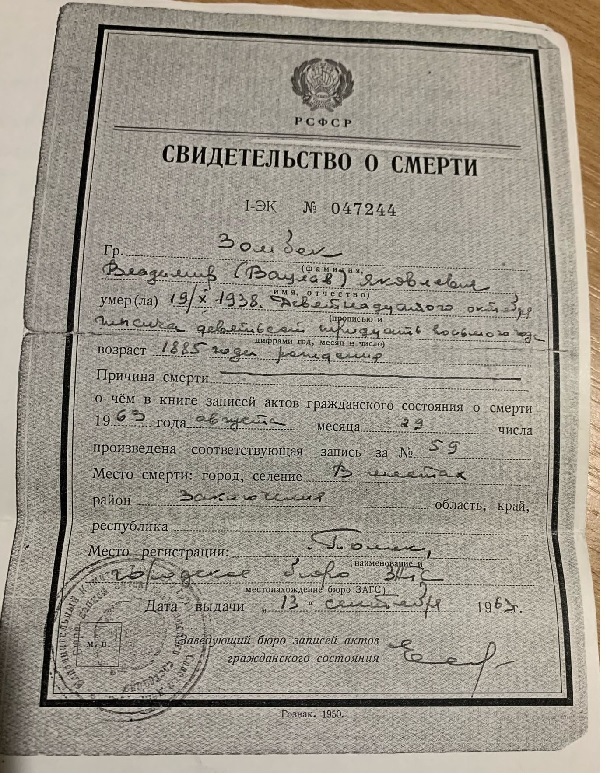 РСФСР
СВИДЕТЕЛЬСТВО О СМЕРТИ
I-ЭК № 047244
Гр. Зомбек
(фамилия,
Владимир (Вацлав) Яковлевич
имя, отчество)
умер(ла) 19/X 1938. Девятнадцатого октября
(прописью и
тысяча девятьсот тридцать восьмого года
цифрами год, месяц и число)
возраст 1885 года рождения
Причина смерти
о чём в книге записей актов гражданского состояния о смерти
1963 года августа месяца 29 числа
произведена соответствующая запись за № 59
Место смерти: город, селение В местах
район заключения область, край,
республика
Место регистрации: г. Томск,
наименование и
городское бюро ЗАГС
местонахождение бюро ЗАГС)
Дата выдачи „13" сентября 1963г.
М. П.
Заведующий бюро записей актов
гражданского состояния
Гознак. 1950.